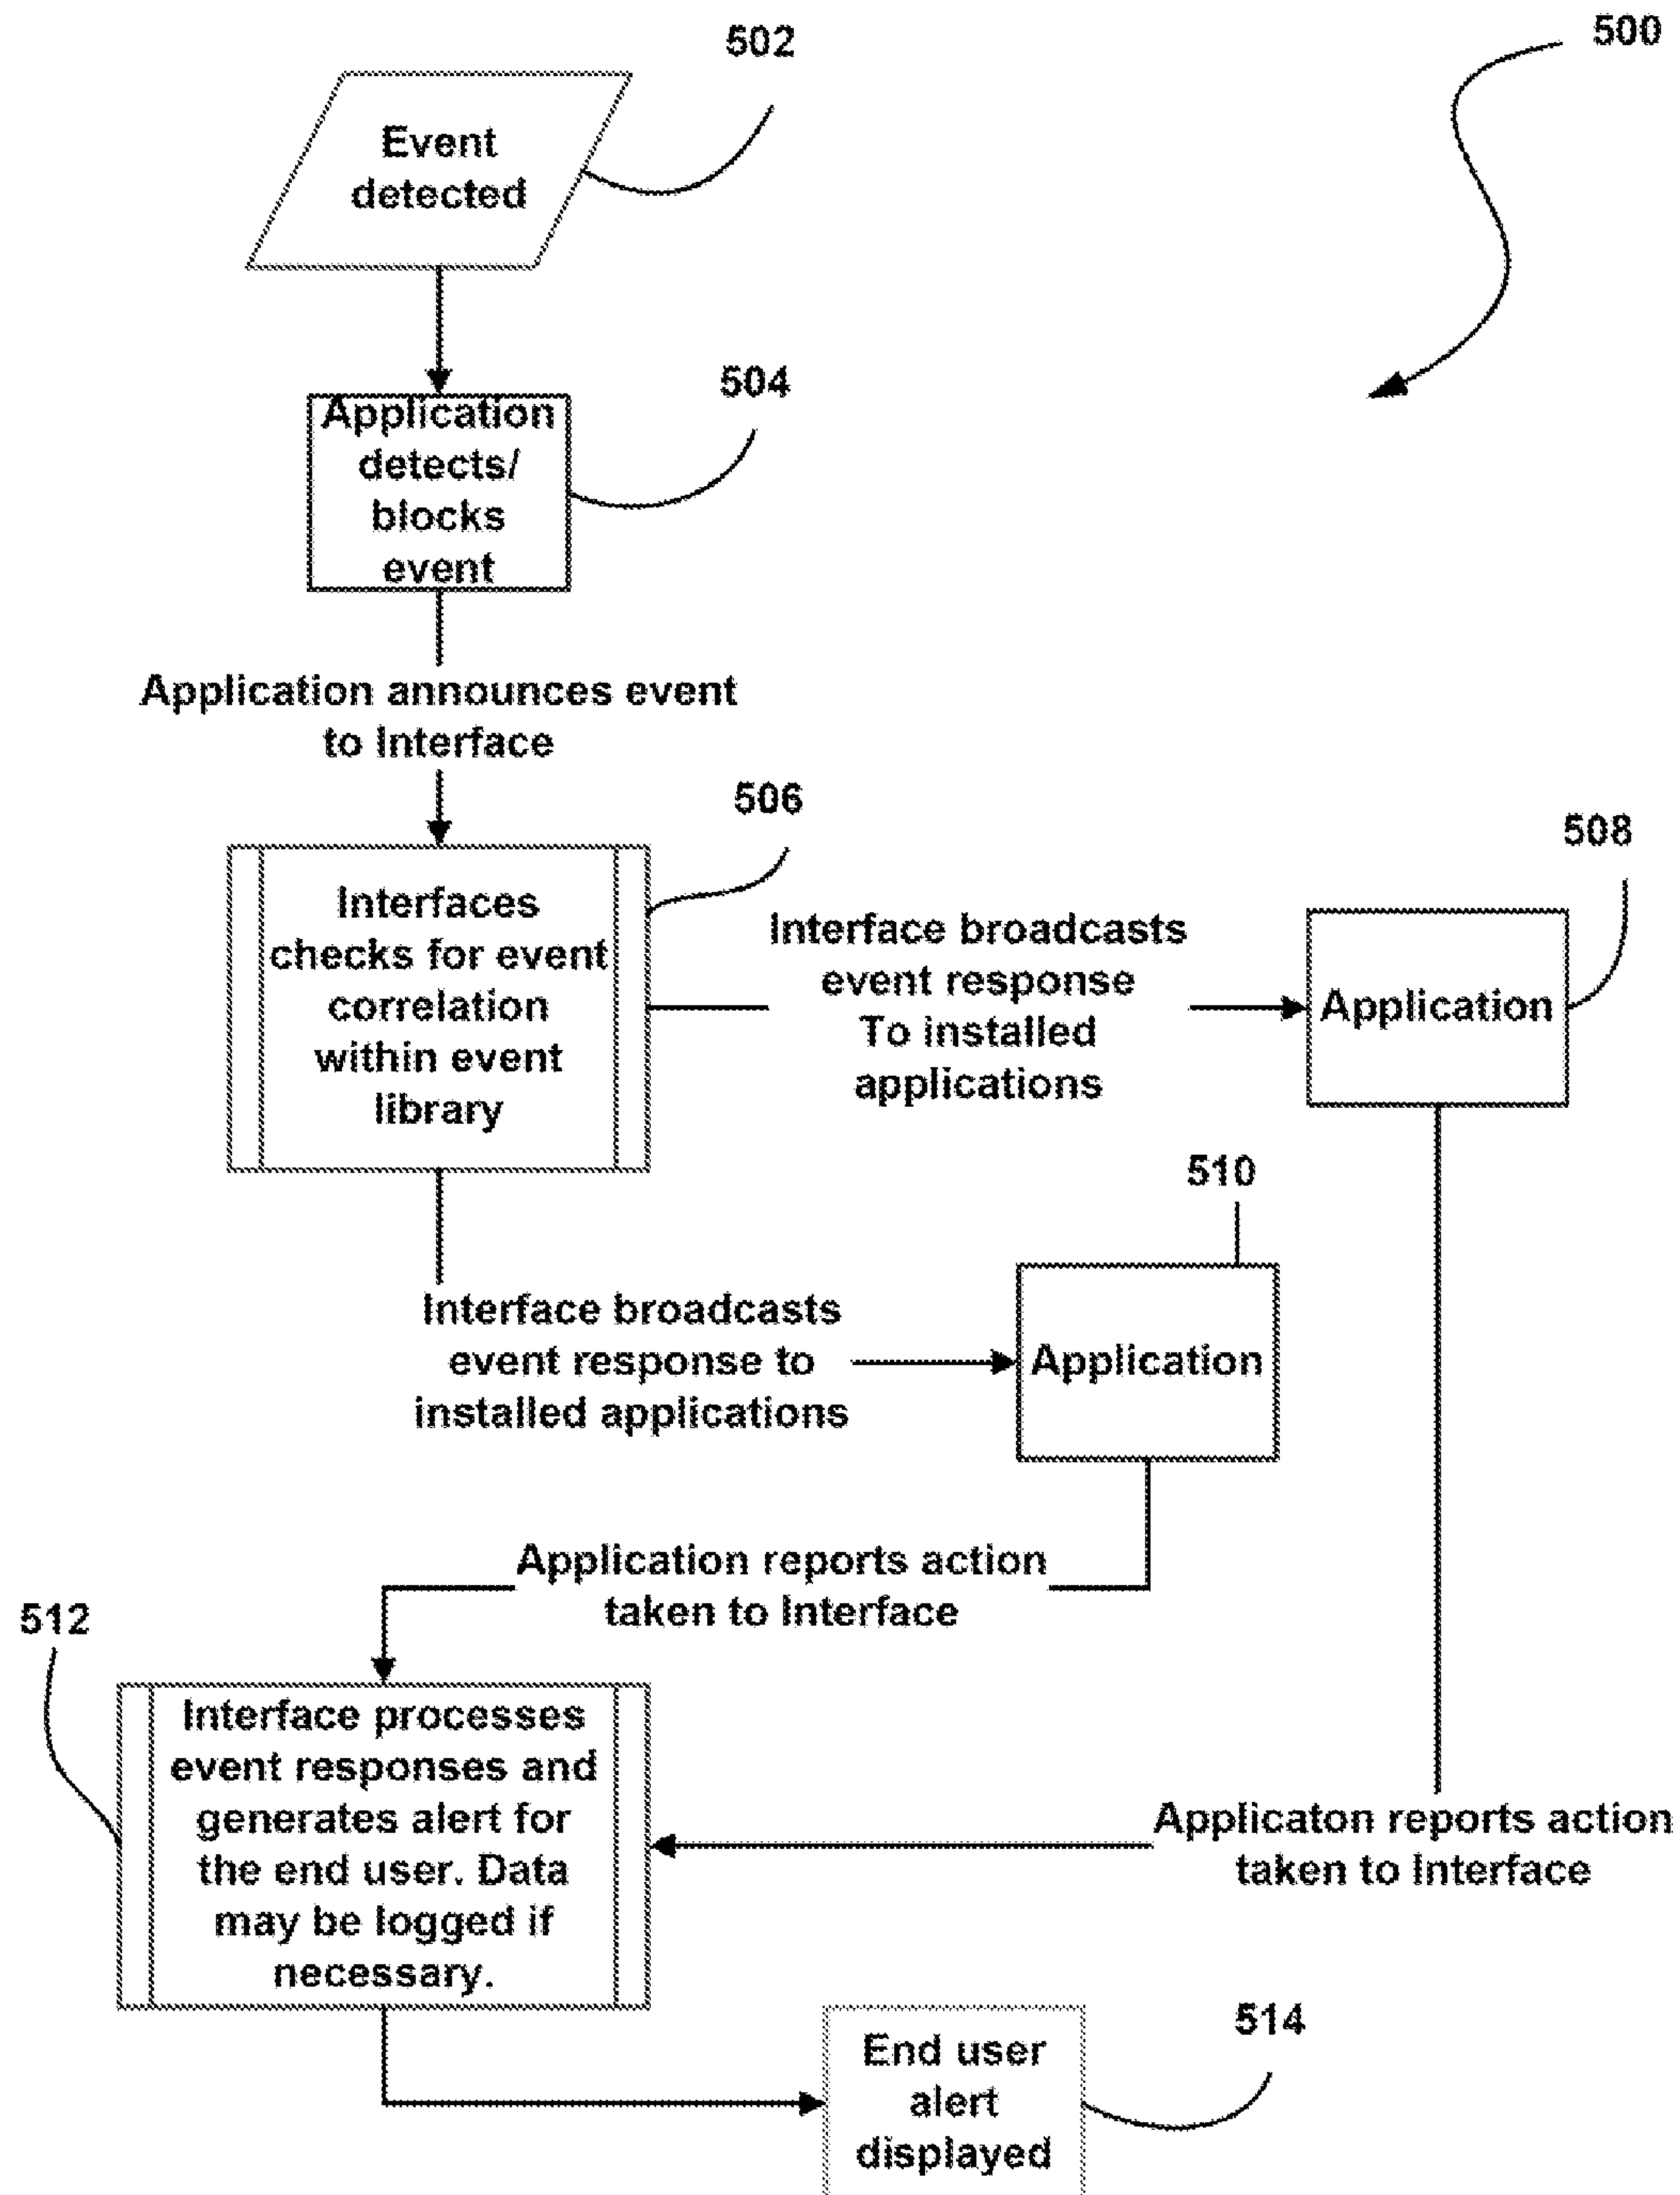 502
500
Event
detected
504
Application
detects/
blocks
event
Application announces event
to Interface
506
508
Interfaces
checks for event
correlation
within event
library
Interface broadcasts
event response
To installed
applications
Application
510
Interface broadcasts
event response to
installed applications
Application
Application reports action
taken to Interface
512
Interface processes
event responses and
generates alert for
the end user. Data
may be logged if
necessary.
Applicaton reports action
taken to Interface
514
End user
alert
displayed